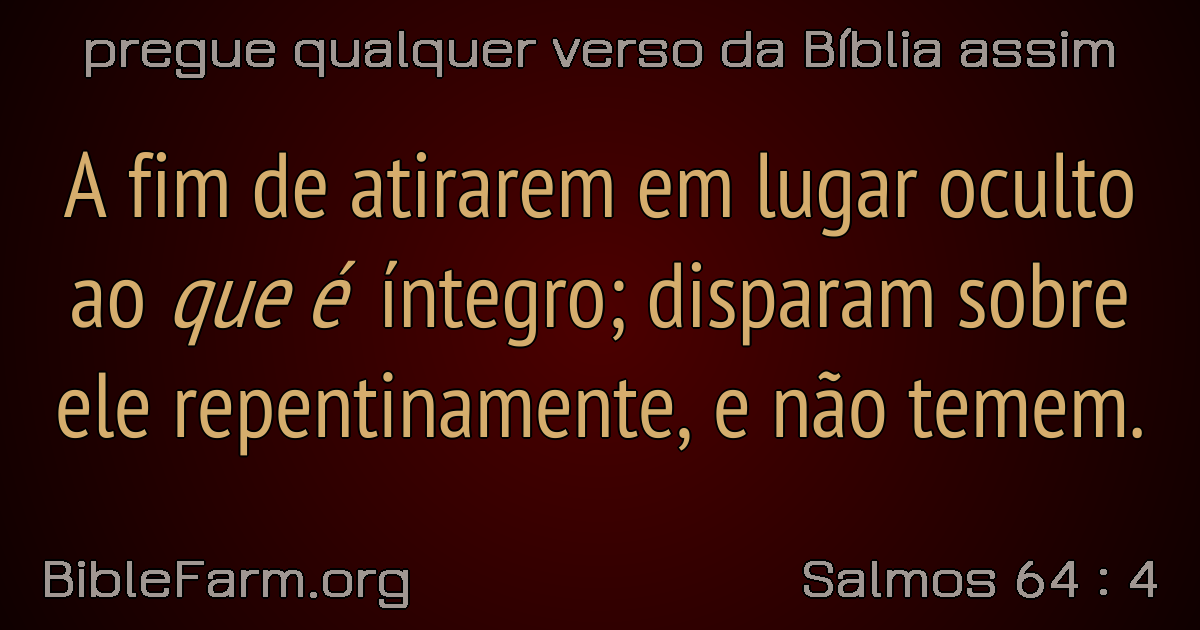 pregue qualquer verso da Bíblia assim
A fim de atirarem em lugar oculto
ao que é íntegro; disparam sobre
ele repentinamente, e não temem.
BibleFarm.org
Salmos 64 : 4